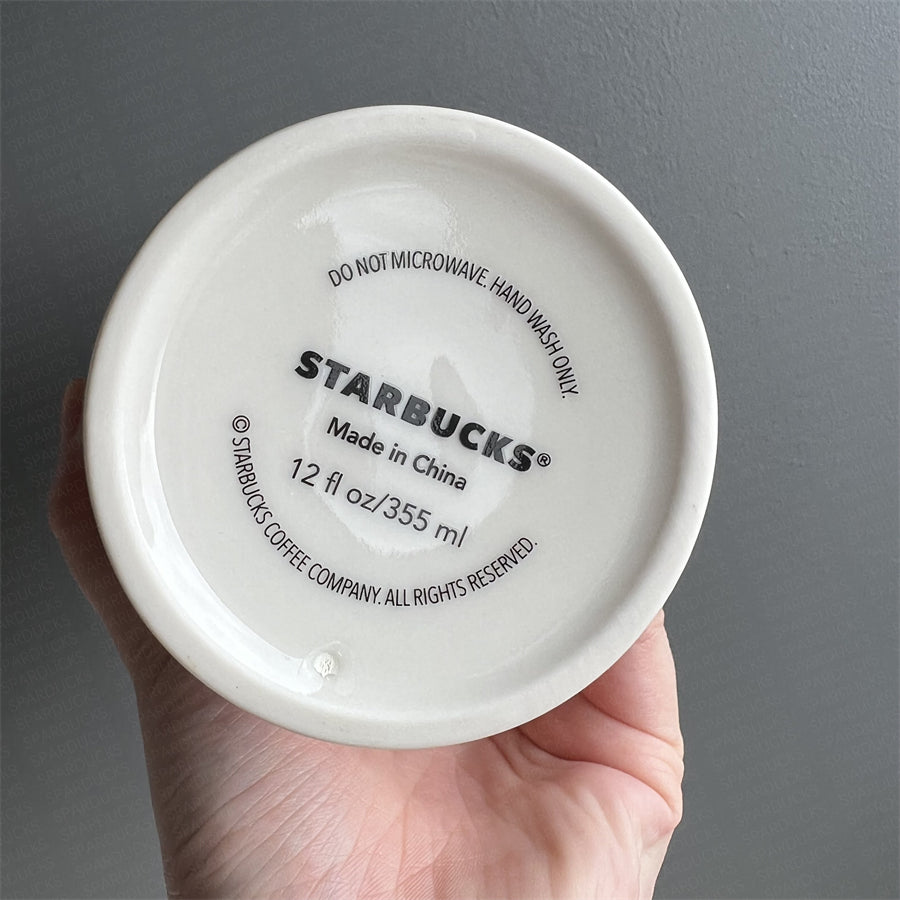 DO NOT MICROWAVE. HAND WASH ONLY.
STARBUCKS®
Made in China
12 fl oz/355 ml
© STARBUCKS COFFEE COMPANY. ALL RIGHTS RESERVED.